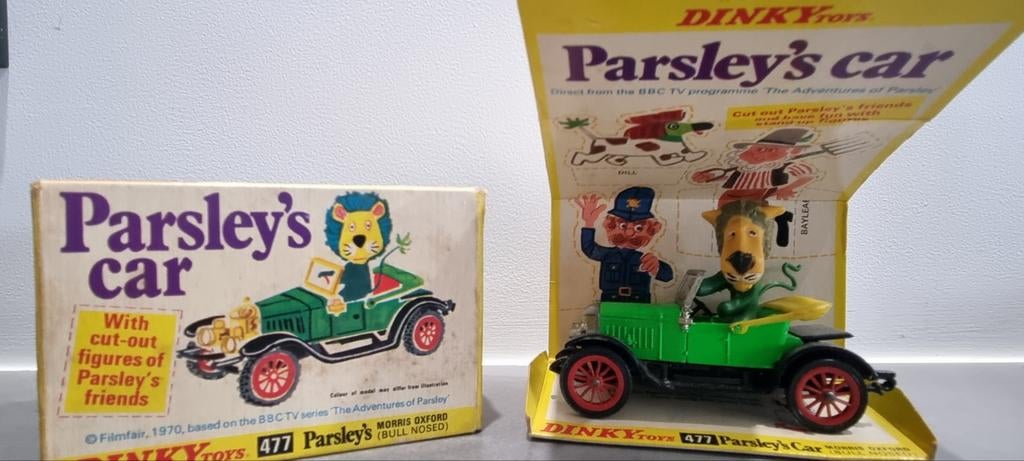 Parsley's
car
With
cut-out
figures of
Parsley's
friends
Colour of model may differ from illustration
© Filmfair, 1970, based on the BBC TV series 'The Adventures of Parsley'
DINKY TOYS 477 Parsley's MORRIS OXFORD
(BULL NOSED)
DINKY TOYS
Parsley's car
Direct from the BBC TV programme 'The Adventures of Parsley'
Cut out Parsley's friends
and have fun with
stand-up figures
DILL
BAYLEAF
DINKY TOYS 477 Parsley's Car MORRIS OXFORD
(BULL NOSED)